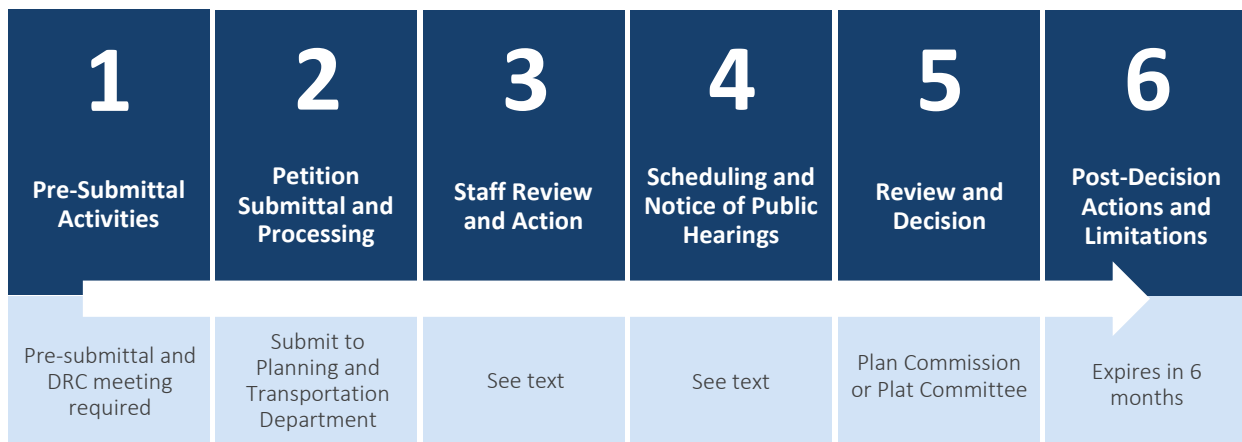 1
Pre-Submittal
Activities
2
Petition
Submittal and
Processing
3
Staff Review
and Action
4
Scheduling and
Notice of Public
Hearings
5
Review and
Decision
6
Post-Decision
Actions and
Limitations
Pre-submittal and
DRC meeting
required
Submit to
Planning and
Transportation
Department
See text
See text
Plan Commission
or Plat Committee
Expires in 6
months